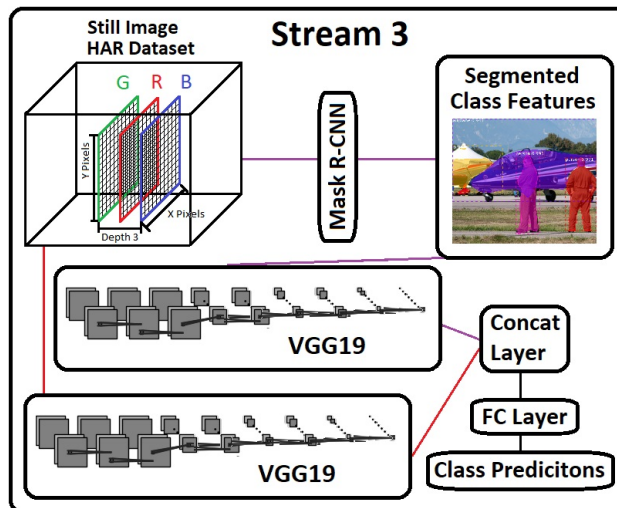 Still Image
HAR Dataset
Stream 3
G R B
Y Pixels
X Pixels
Depth 3
Mask R-CNN
Segmented
Class Features
VGG19
Concat
Layer
VGG19
FC Layer
Class Predicitons